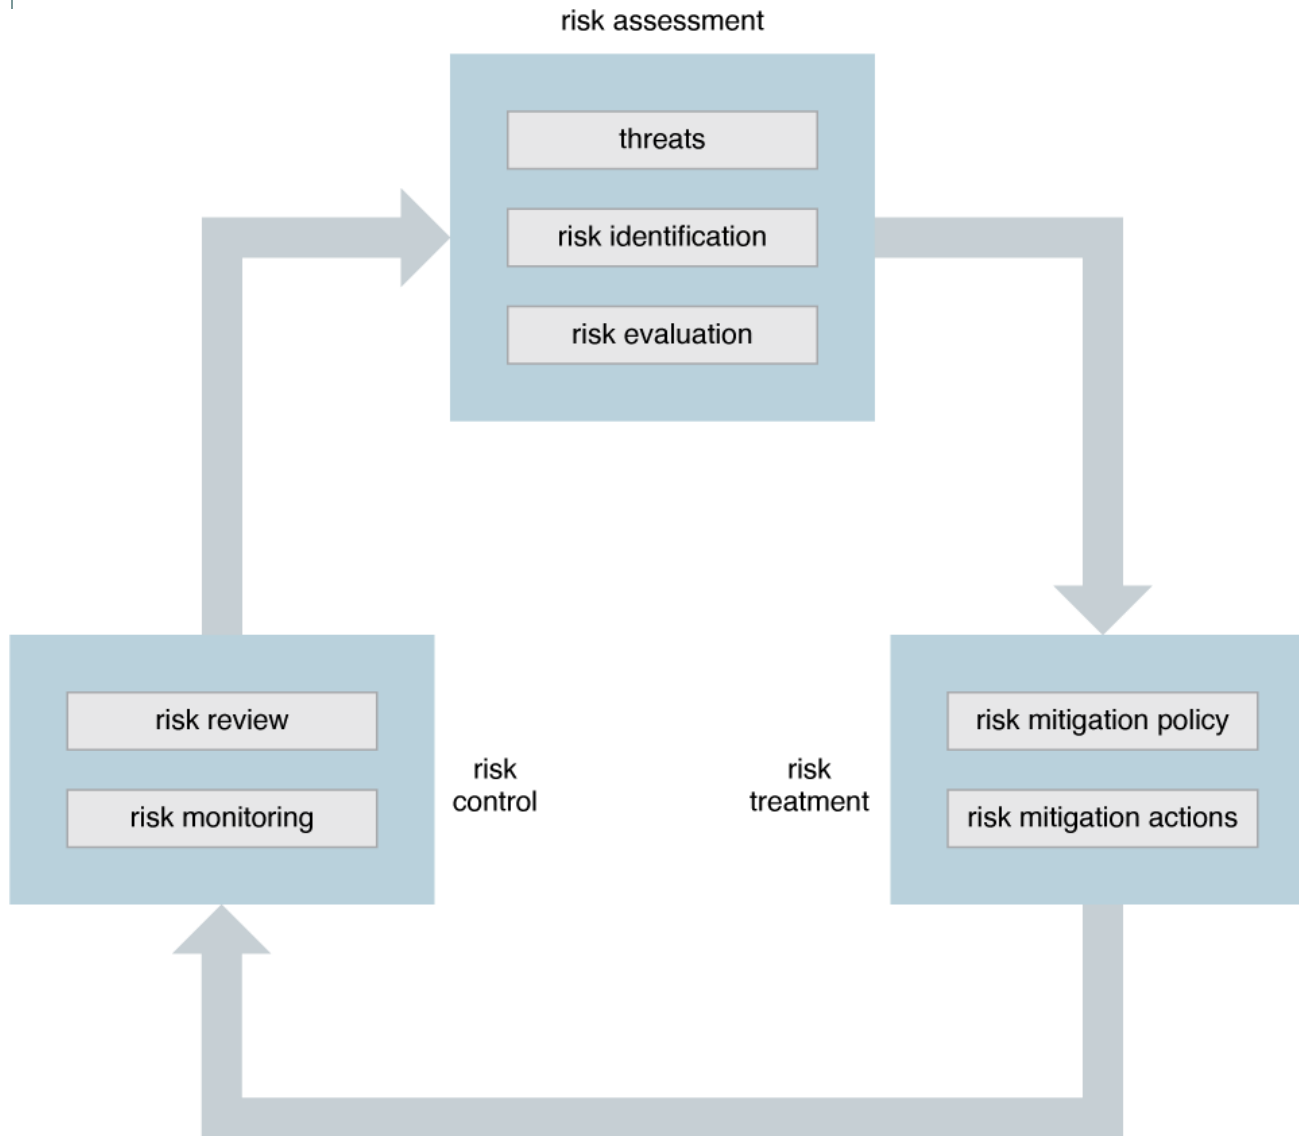 risk assessment
threats
risk identification
risk evaluation
risk review
risk monitoring
risk
control
risk
treatment
risk mitigation policy
risk mitigation actions